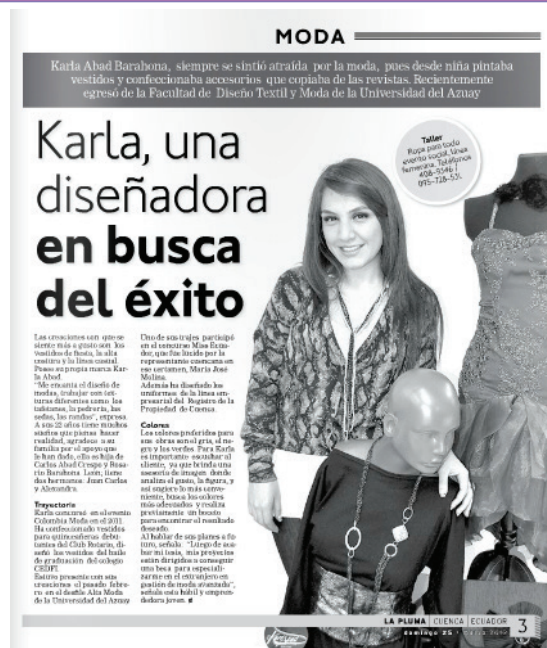 MODA
Karla Abad Barahona, siempre se sintió atraída por la moda, pues desde niña pintaba
vestidos y confeccionaba accesorios que copiaba de las revistas. Recientemente
egresó de la Facultad de Diseño Textil y Moda de la Universidad del Azuay
Karla, una
diseñadora
en busca
del éxito
Taller
Ropa para todo
evento social, línea
femenina. Teléfonos
408-9346 /
095-728-531.
Las creaciones con que se
siente más a gusto son los
vestidos de fiesta, la alta
costura y la línea casual.
Posee su propia marca Kar-
la Abad.
"Me encanta el diseño de
modas, trabajar con tex-
turas diferentes como los
tafetanes, la pedrería, las
sedas, las randas", expresa.
A sus 22 años tiene muchos
sueños que piensa hacer
realidad, agradece a su
familia por el apoyo que
le han dado, ella es hija de
Carlos Abad Crespo y Rosa-
rio Barahona León, tiene
dos hermanos: Juan Carlos
y Alexandra.
Trayectoria
Karla concursó en el evento
Colombia Moda en el 2011.
Ha confeccionado vestidos
para quinceañeras debu-
tantes del Club Rotario, di-
señó los vestidos del baile
de graduación del colegio
CEDFI.
Estuvo presente con sus
creaciones el pasado febre-
ro en el desfile Alta Moda
de la Universidad del Azuay
Uno de sus trajes participó
en el concurso Miss Ecua-
dor, que fue lucido por la
representante cuencana en
ese certamen, María José
Molina.
Además ha diseñado los
uniformes de la línea em-
presarial del Registro de la
Propiedad de Cuenca.
Colores
Los colores preferidos para
sus obras son el gris, el ne-
gro y los verdes. Para Karla
es importante escuchar al
cliente, ya que brinda una
asesoría de imagen donde
analiza el gusto, la figura, y
así sugiere lo más conve-
niente, busca los colores
más adecuados y realiza
previamente un boceto
para encontrar el resultado
deseado.
Al hablar de sus planes a fu-
turo, señala: "Luego de aca-
bar mi tesis, mis proyectos
están dirigidos a conseguir
una beca para especiali-
zarme en el extranjero en
gestión de moda avanzada",
señala esta hábil y empren-
dedora joven.
LA PLUMA CUENCA ECUADOR 3
domingo 25